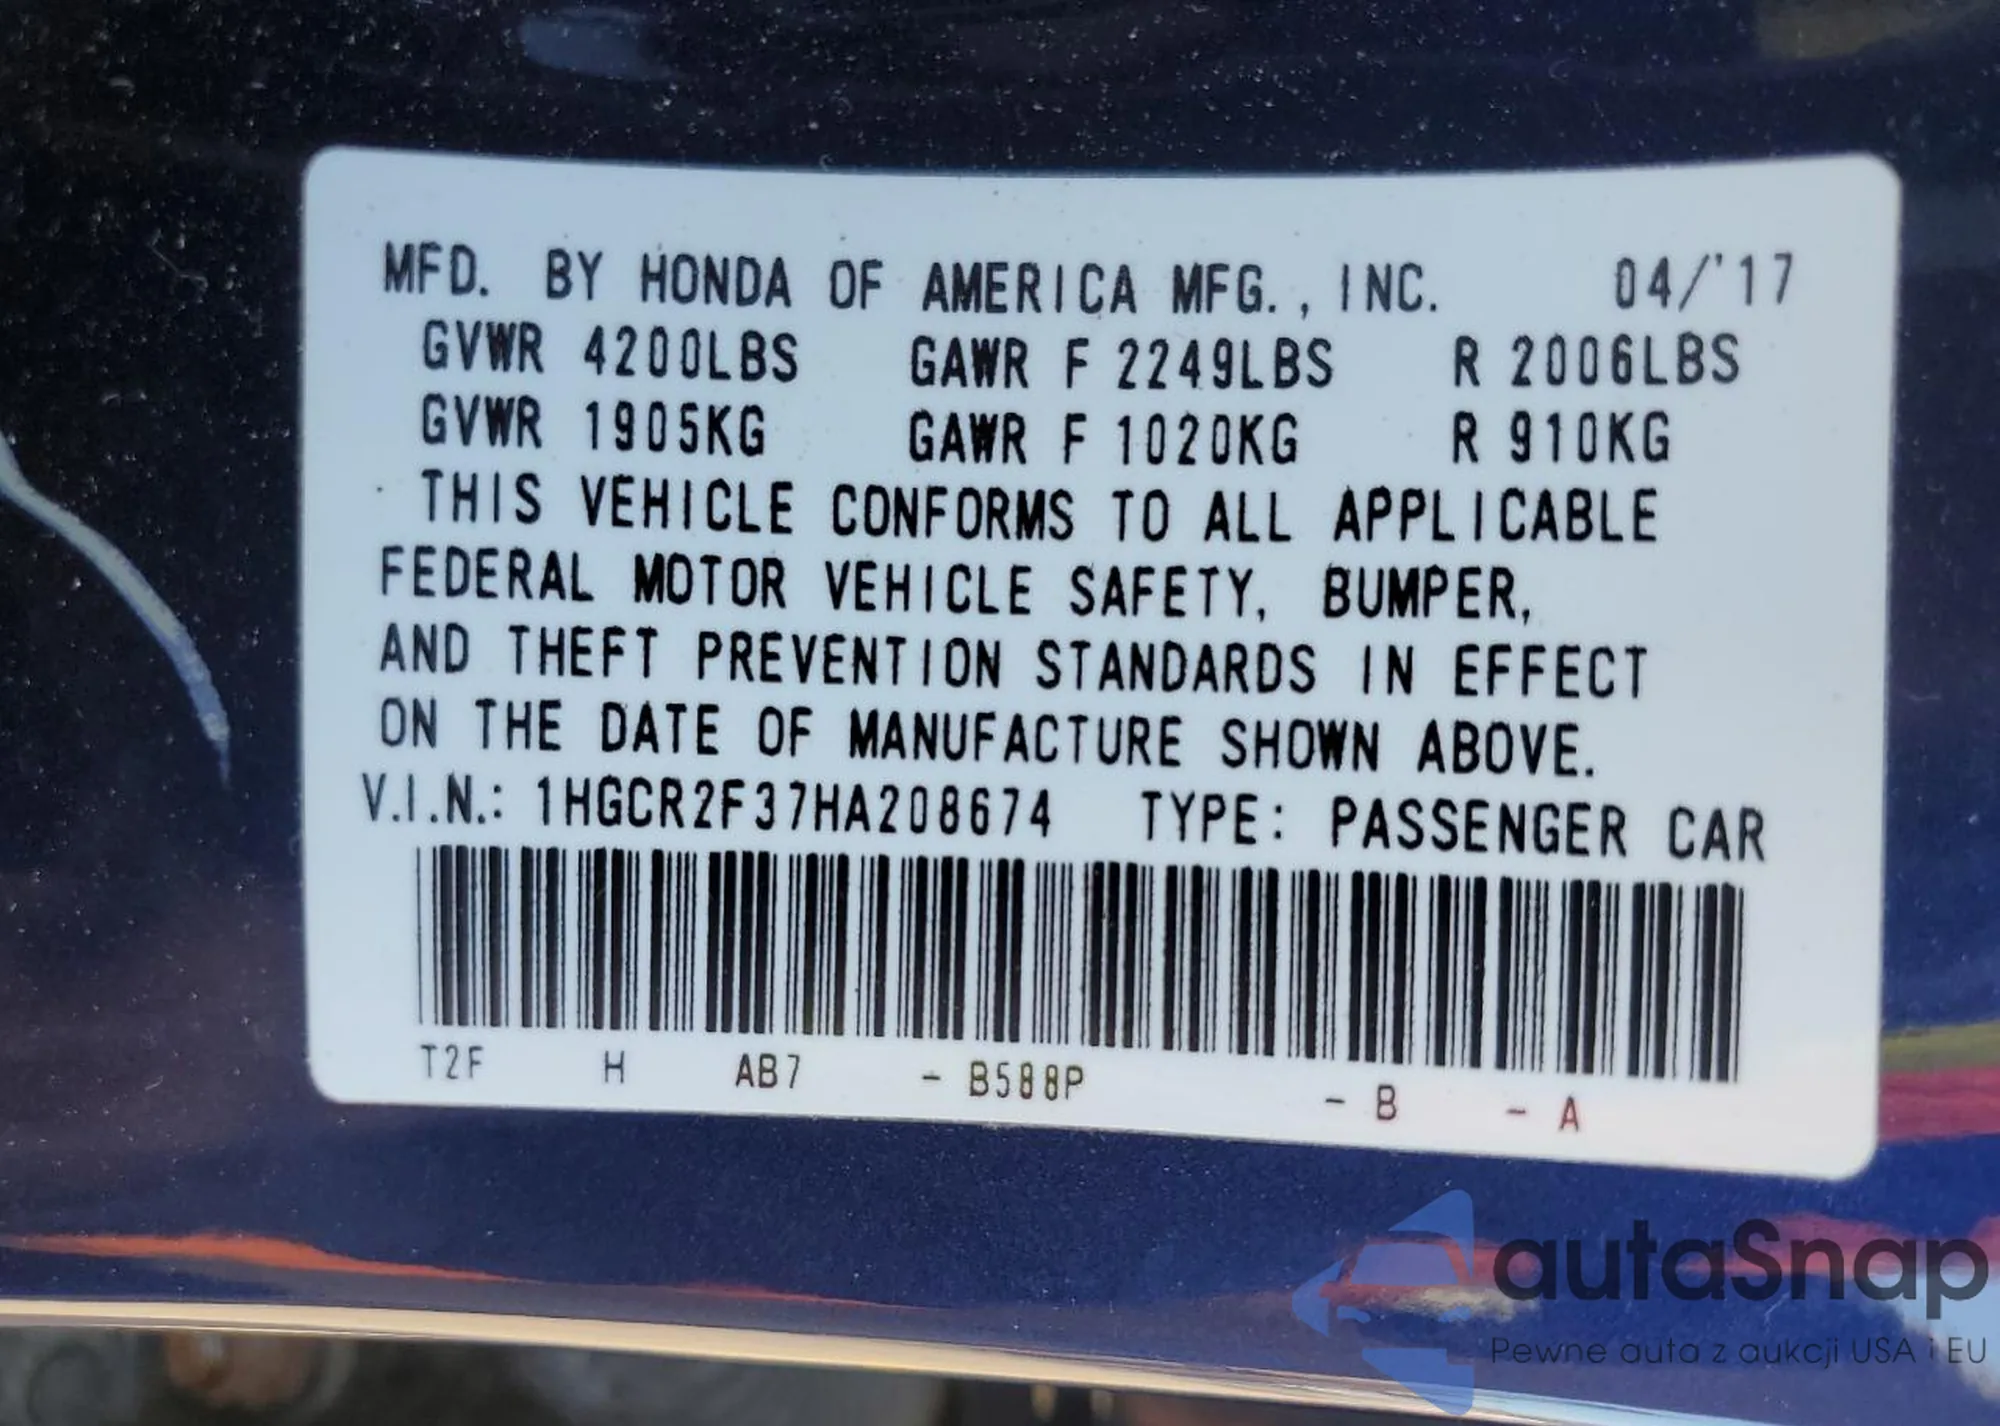 MFD. BY HONDA OF AMERICA MFG., INC. 04/'17
GVWR 4200LBS GAWR F 2249LBS R 2006LBS
GVWR 1905KG GAWR F 1020KG R 910KG
THIS VEHICLE CONFORMS TO ALL APPLICABLE
FEDERAL MOTOR VEHICLE SAFETY, BUMPER,
AND THEFT PREVENTION STANDARDS IN EFFECT
ON THE DATE OF MANUFACTURE SHOWN ABOVE.
V.I.N.: 1HGCR2F37HA208674 TYPE: PASSENGER CAR
T2F H AB7 - B588P - B - A
autaSnap
Pewne auta z aukcji USA i EU